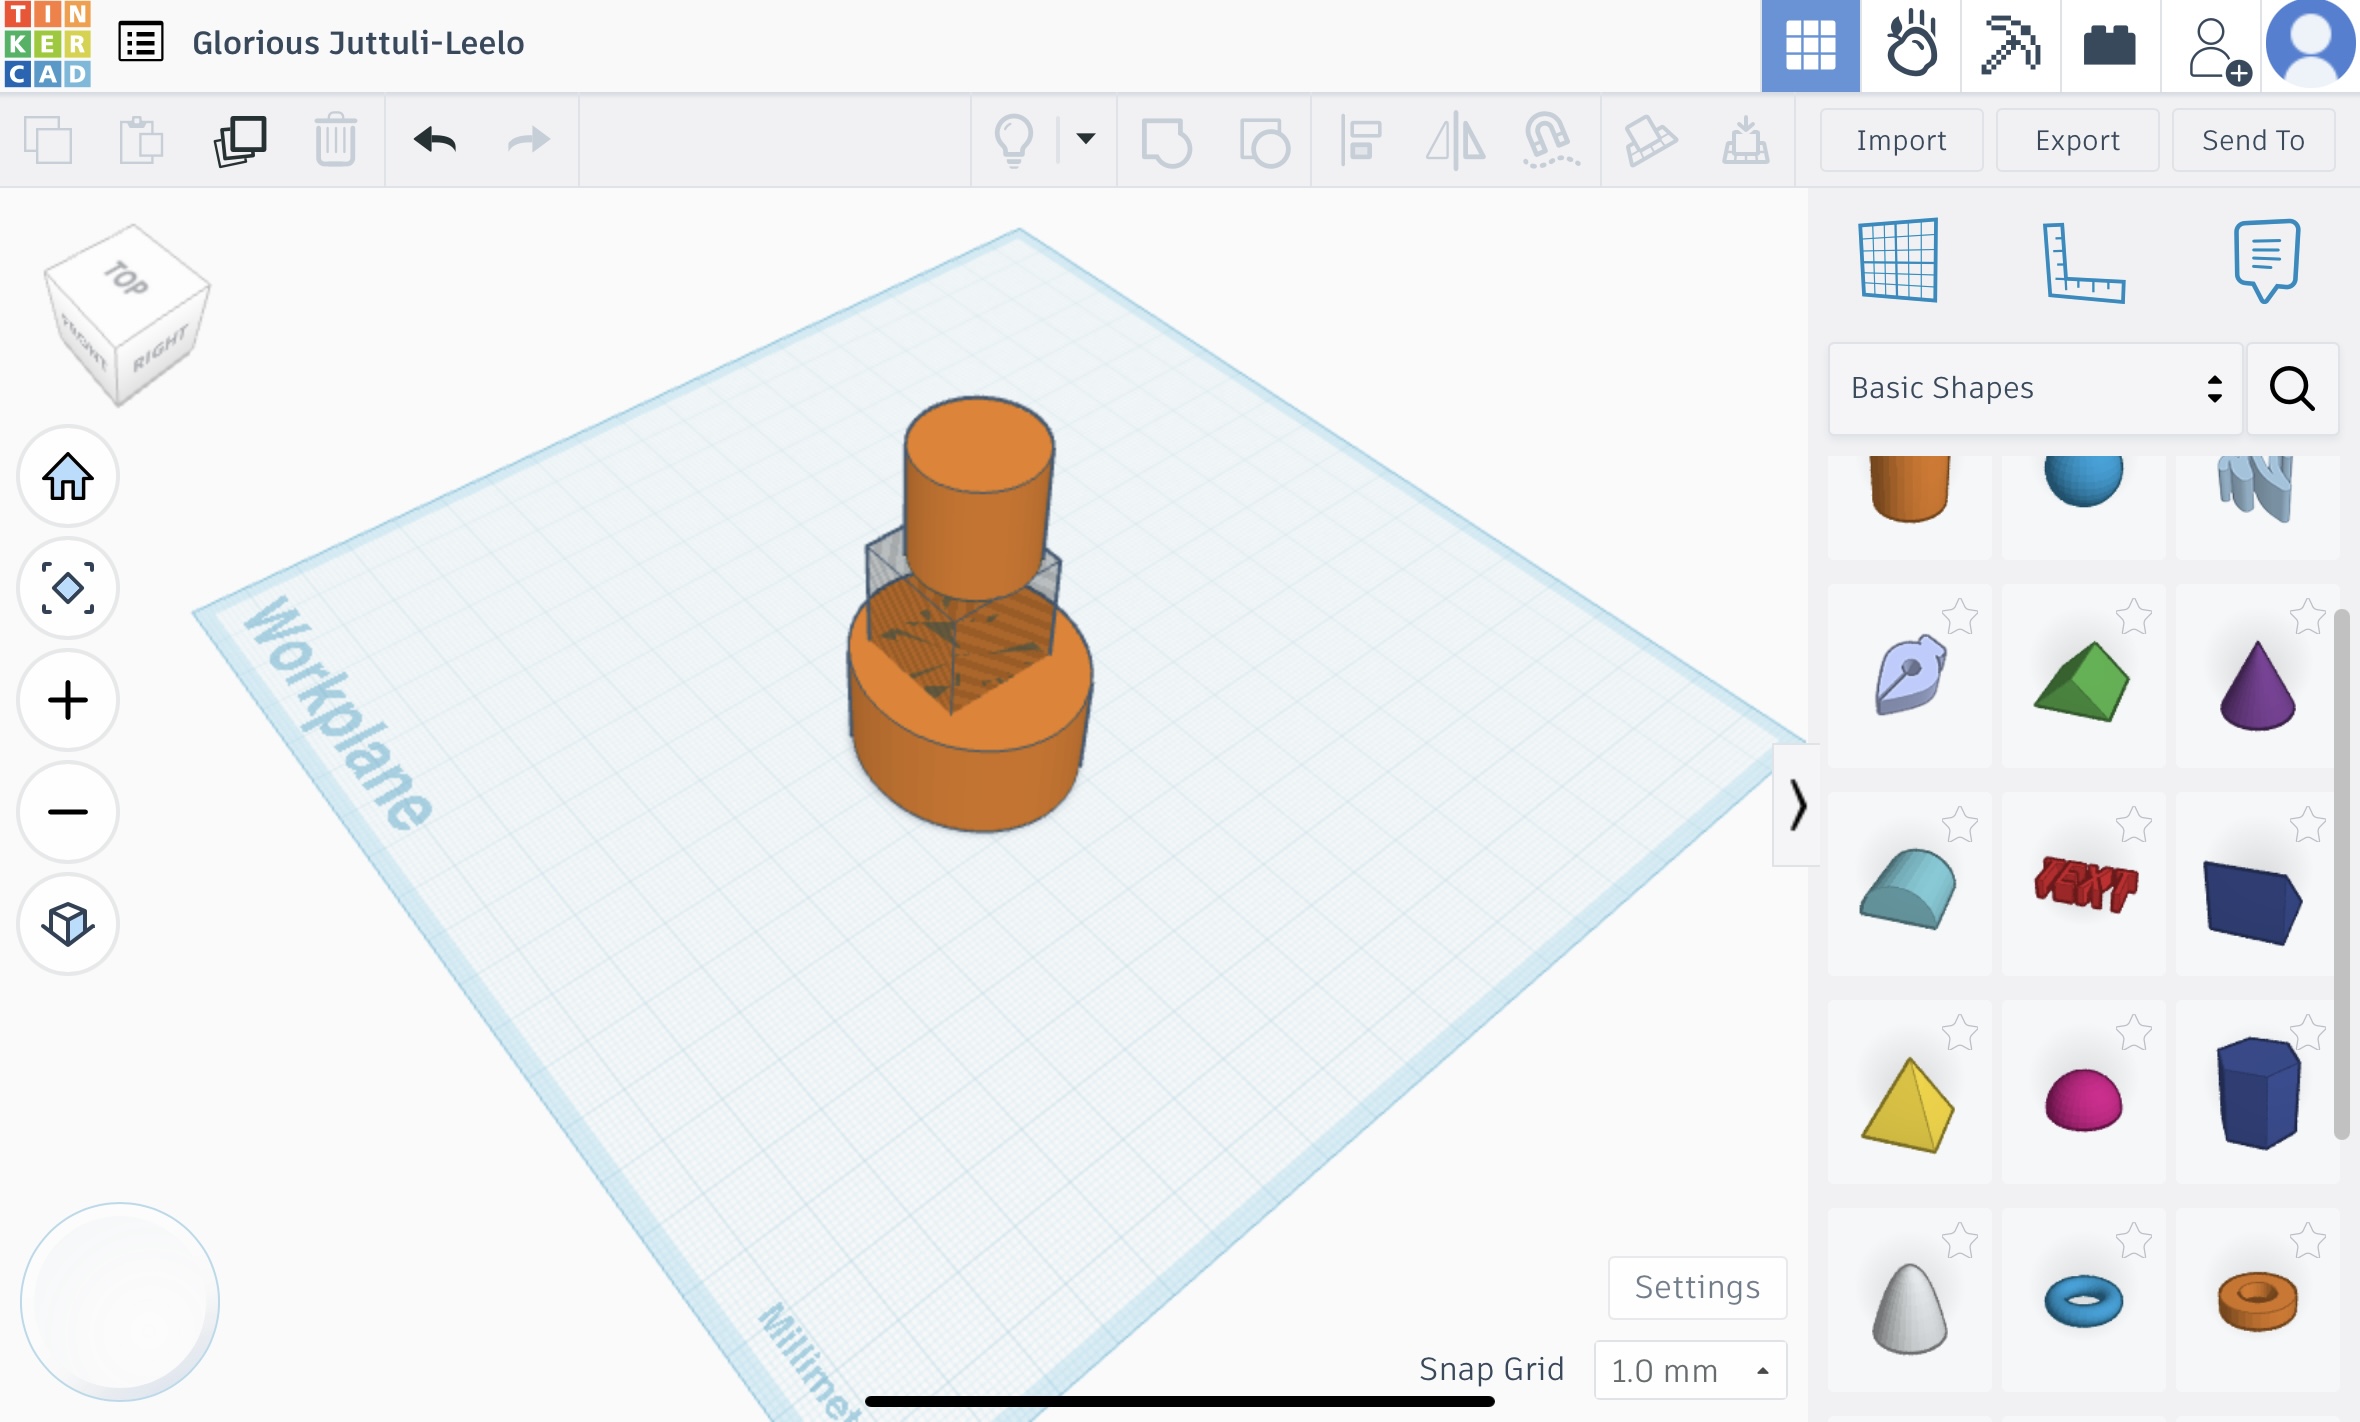 TIN
KER
CAD
Glorious Juttuli-Leelo
Import
Export
Send To
TOP
FRONT
RIGHT
Basic Shapes
Workplane
TEXT
Settings
Snap Grid
1.0 mm